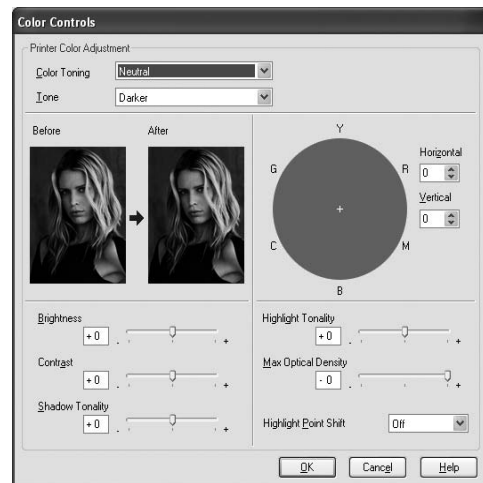 Color Controls
Printer Color Adjustment
Color Toning Neutral
Tone Darker
Before After
Y
G R
C M
B
Horizontal
0
Vertical
0
Brightness
+ 0 - +
Contrast
+ 0 - +
Shadow Tonality
+ 0 - +
Highlight Tonality
+ 0 - +
Max Optical Density
- 0 - +
Highlight Point Shift Off
OK Cancel Help